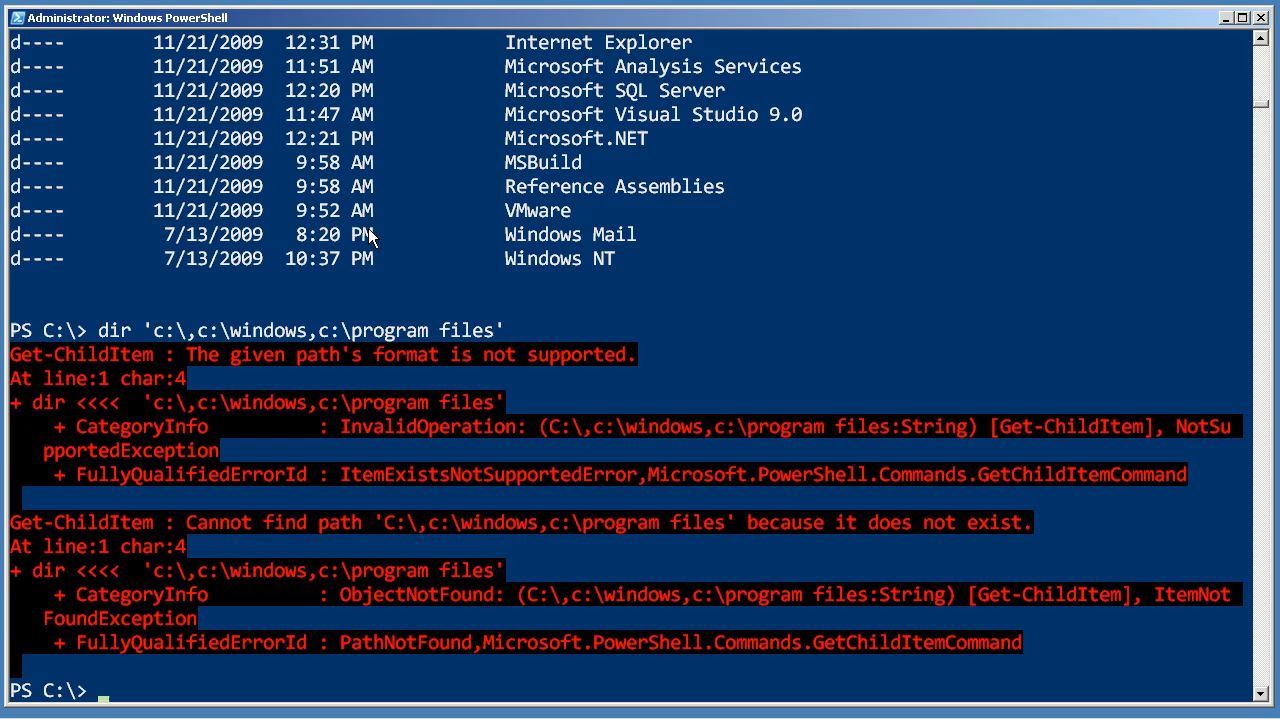 Administrator: Windows PowerShell
d---- 11/21/2009 12:31 PM Internet Explorer
d---- 11/21/2009 11:51 AM Microsoft Analysis Services
d---- 11/21/2009 12:20 PM Microsoft SQL Server
d---- 11/21/2009 11:47 AM Microsoft Visual Studio 9.0
d---- 11/21/2009 12:21 PM Microsoft.NET
d---- 11/21/2009 9:58 AM MSBuild
d---- 11/21/2009 9:58 AM Reference Assemblies
d---- 11/21/2009 9:52 AM VMware
d---- 7/13/2009 8:20 PM Windows Mail
d---- 7/13/2009 10:37 PM Windows NT
PS C:\> dir 'c:\,c:\windows,c:\program files'
Get-ChildItem : The given path's format is not supported.
At line:1 char:4
+ dir <<<<  'c:\,c:\windows,c:\program files'
+ CategoryInfo : InvalidOperation: (C:\,c:\windows,c:\program files:String) [Get-ChildItem], NotSu
pportedException
+ FullyQualifiedErrorId : ItemExistsNotSupportedError,Microsoft.PowerShell.Commands.GetChildItemCommand
Get-ChildItem : Cannot find path 'C:\,c:\windows,c:\program files' because it does not exist.
At line:1 char:4
+ dir <<<<  'c:\,c:\windows,c:\program files'
+ CategoryInfo : ObjectNotFound: (C:\,c:\windows,c:\program files:String) [Get-ChildItem], ItemNot
FoundException
+ FullyQualifiedErrorId : PathNotFound,Microsoft.PowerShell.Commands.GetChildItemCommand
PS C:\>